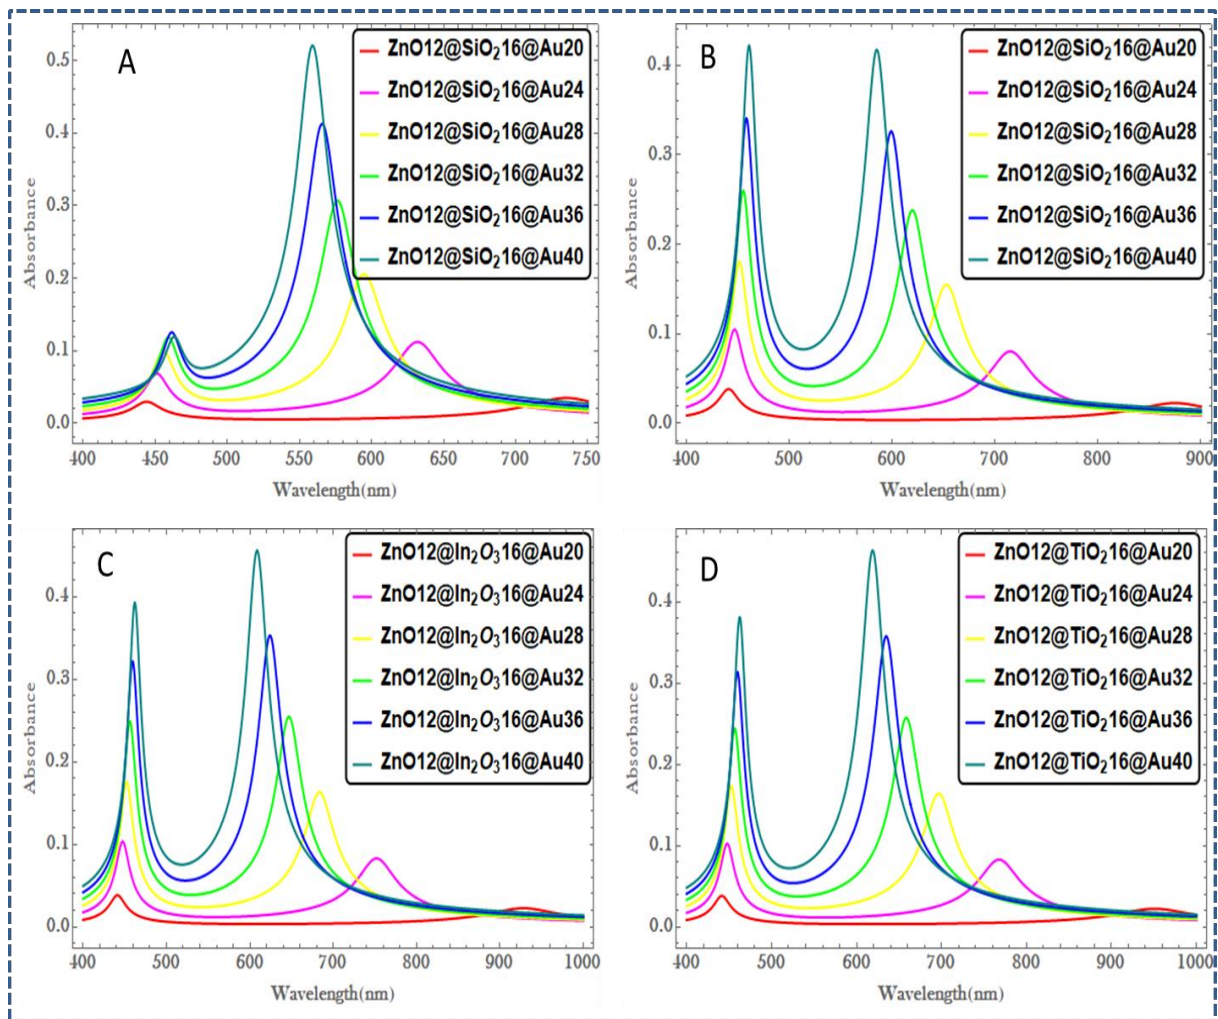 A
ZnO12@SiO₂16@Au20
ZnO12@SiO₂16@Au24
ZnO12@SiO₂16@Au28
ZnO12@SiO₂16@Au32
ZnO12@SiO₂16@Au36
ZnO12@SiO₂16@Au40
0.5
0.4
0.3
0.2
0.1
0.0
Absorbance
400 450 500 550 600 650 700 750
Wavelength(nm)
B
ZnO12@SiO₂16@Au20
ZnO12@SiO₂16@Au24
ZnO12@SiO₂16@Au28
ZnO12@SiO₂16@Au32
ZnO12@SiO₂16@Au36
ZnO12@SiO₂16@Au40
0.4
0.3
0.2
0.1
0.0
Absorbance
400 500 600 700 800 900
Wavelength(nm)
C
ZnO12@In₂O₃16@Au20
ZnO12@In₂O₃16@Au24
ZnO12@In₂O₃16@Au28
ZnO12@In₂O₃16@Au32
ZnO12@In₂O₃16@Au36
ZnO12@In₂O₃16@Au40
0.4
0.3
0.2
0.1
0.0
Absorbance
400 500 600 700 800 900 1000
Wavelength(nm)
D
ZnO12@TiO₂16@Au20
ZnO12@TiO₂16@Au24
ZnO12@TiO₂16@Au28
ZnO12@TiO₂16@Au32
ZnO12@TiO₂16@Au36
ZnO12@TiO₂16@Au40
0.4
0.3
0.2
0.1
0.0
Absorbance
400 500 600 700 800 900 1000
Wavelength(nm)